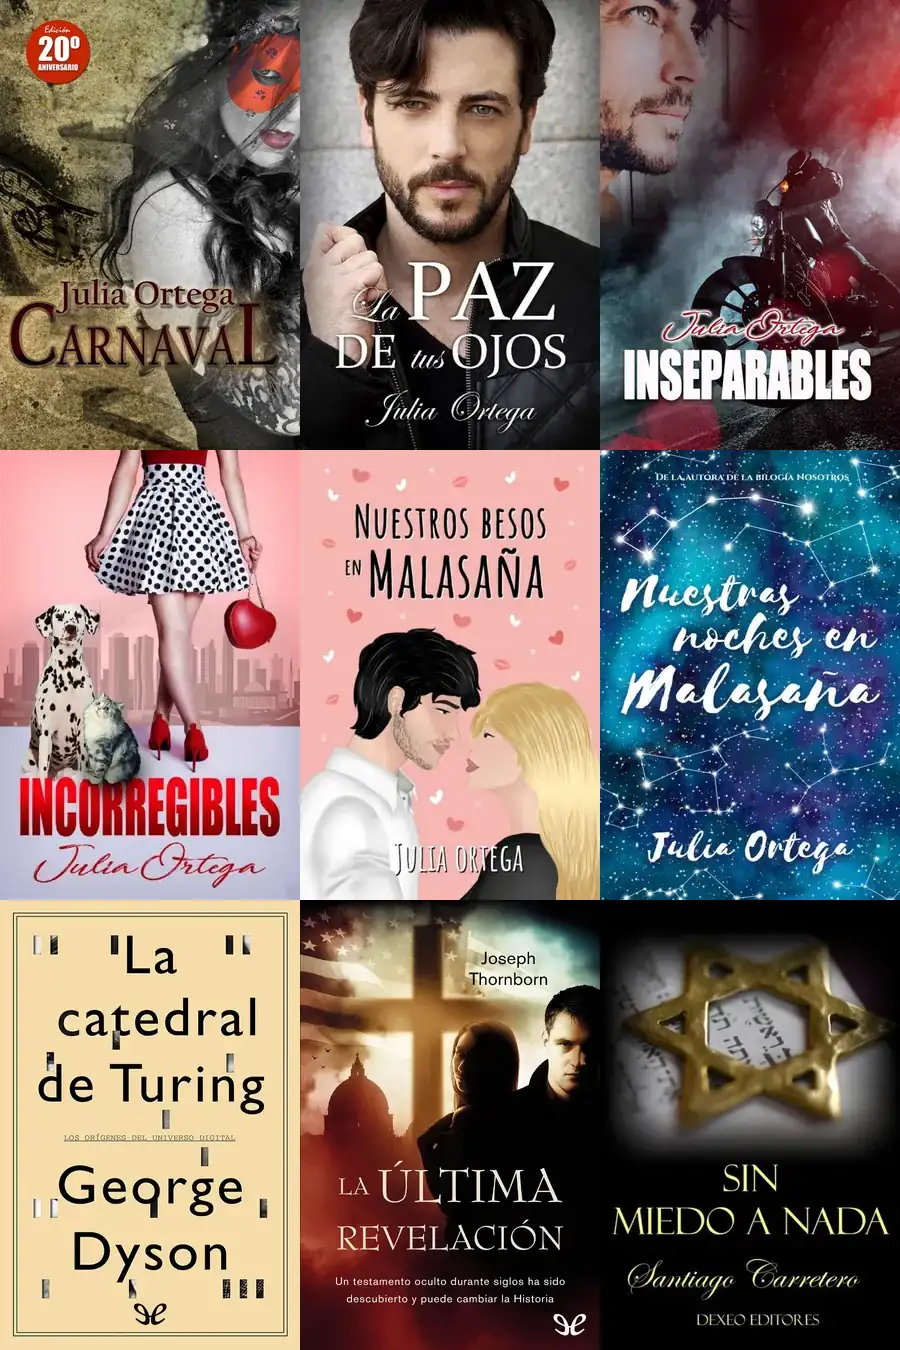 Edición
20º
ANIVERSARIO
Julia Ortega
CARNAVAL
La PAZ
DE tus OJOS
Julia Ortega
Julia Ortega
INSEPARABLES
INCORREGIBLES
Julia Ortega
NUESTROS BESOS
EN MALASAÑA
JULIA ORTEGA
DE LA AUTORA DE LA BILOGÍA NOSOTROS
Nuestras
noches en
Malasaña
Julia Ortega
La
catedral
de Turing
LOS ORÍGENES DEL UNIVERSO DIGITAL
George
Dyson
Joseph
Thornborn
LA ÚLTIMA
REVELACIÓN
Un testamento oculto durante siglos ha sido
descubierto y puede cambiar la Historia
SIN
MIEDO A NADA
Santiago Carretero
DEXEO EDITORES